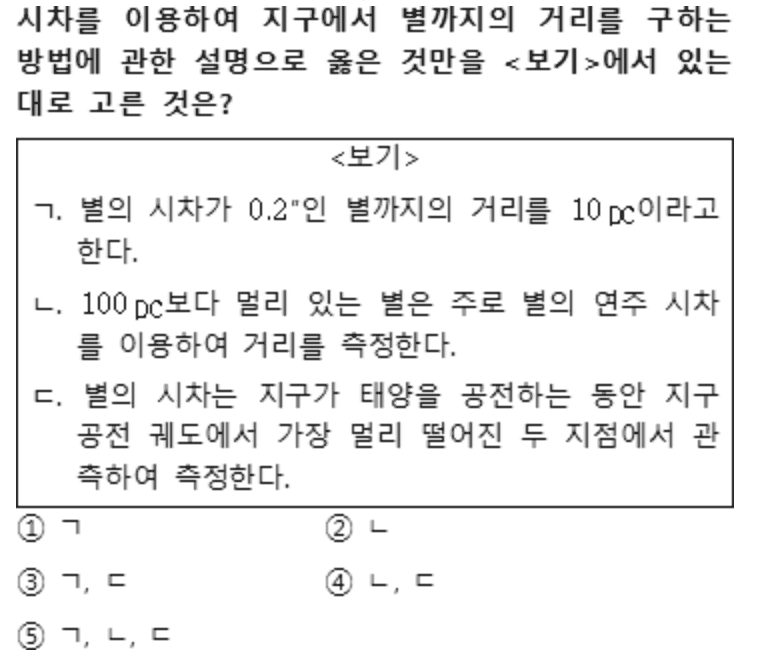 시차를 이용하여 지구에서 별까지의 거리를 구하는
방법에 관한 설명으로 옳은 것만을 <보기>에서 있는
대로 고른 것은?
<보기>
ㄱ. 별의 시차가 0.2"인 별까지의 거리를 10 pc이라고
한다.
ㄴ. 100 pc보다 멀리 있는 별은 주로 별의 연주 시차
를 이용하여 거리를 측정한다.
ㄷ. 별의 시차는 지구가 태양을 공전하는 동안 지구
공전 궤도에서 가장 멀리 떨어진 두 지점에서 관
측하여 측정한다.
① ㄱ ② ㄴ
③ ㄱ, ㄷ ④ ㄴ, ㄷ
⑤ ㄱ, ㄴ, ㄷ